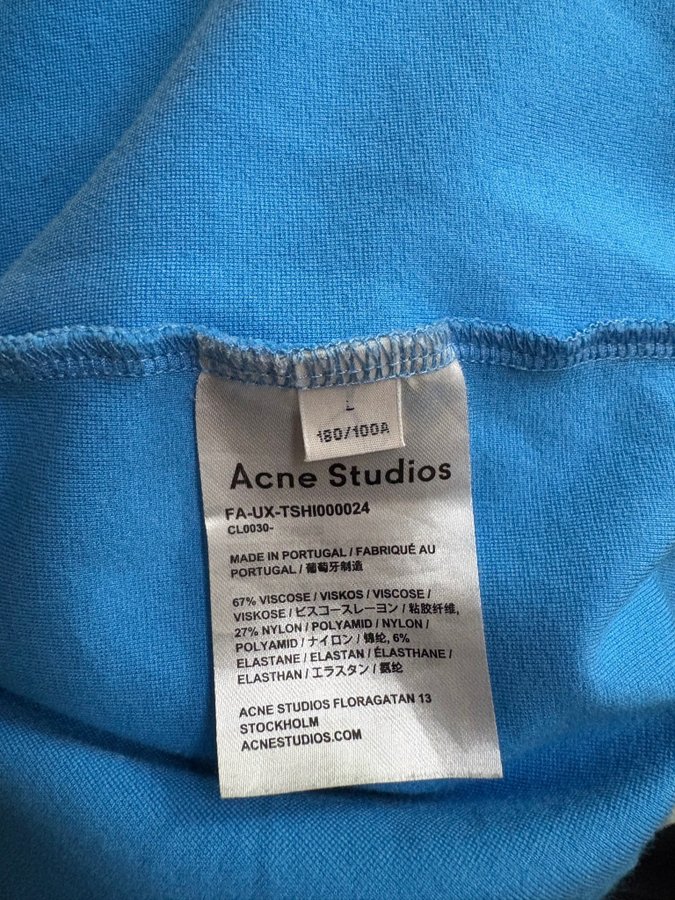 L
180/100A
Acne Studios
FA-UX-TSHI000024
CL0030-
MADE IN PORTUGAL / FABRIQUÉ AU
PORTUGAL / 葡萄牙制造
67% VISCOSE / VISKOS / VISCOSE /
VISKOSE / ビスコースレーヨン / 粘胶纤维,
27% NYLON / POLYAMID / NYLON /
POLYAMID / ナイロン / 锦纶, 6%
ELASTANE / ELASTAN / ÉLASTHANE /
ELASTHAN / エラスタン / 氨纶
ACNE STUDIOS FLORAGATAN 13
STOCKHOLM
ACNESTUDIOS.COM